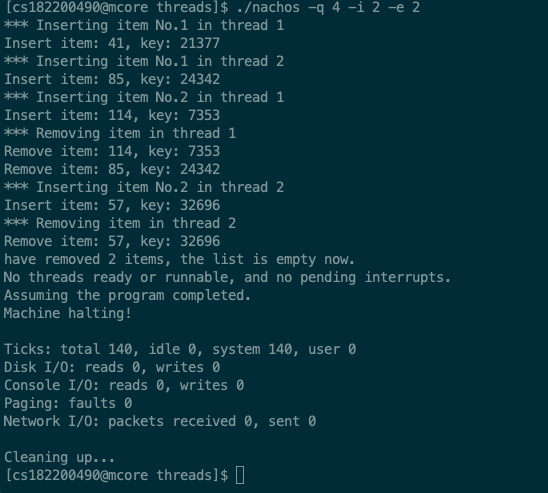 [cs182200490@mcore threads]$ ./nachos -q 4 -i 2 -e 2
*** Inserting item No.1 in thread 1
Insert item: 41, key: 21377
*** Inserting item No.1 in thread 2
Insert item: 85, key: 24342
*** Inserting item No.2 in thread 1
Insert item: 114, key: 7353
*** Removing item in thread 1
Remove item: 114, key: 7353
Remove item: 85, key: 24342
*** Inserting item No.2 in thread 2
Insert item: 57, key: 32696
*** Removing item in thread 2
Remove item: 57, key: 32696
have removed 2 items, the list is empty now.
No threads ready or runnable, and no pending interrupts.
Assuming the program completed.
Machine halting!

Ticks: total 140, idle 0, system 140, user 0
Disk I/O: reads 0, writes 0
Console I/O: reads 0, writes 0
Paging: faults 0
Network I/O: packets received 0, sent 0

Cleaning up...
[cs182200490@mcore threads]$